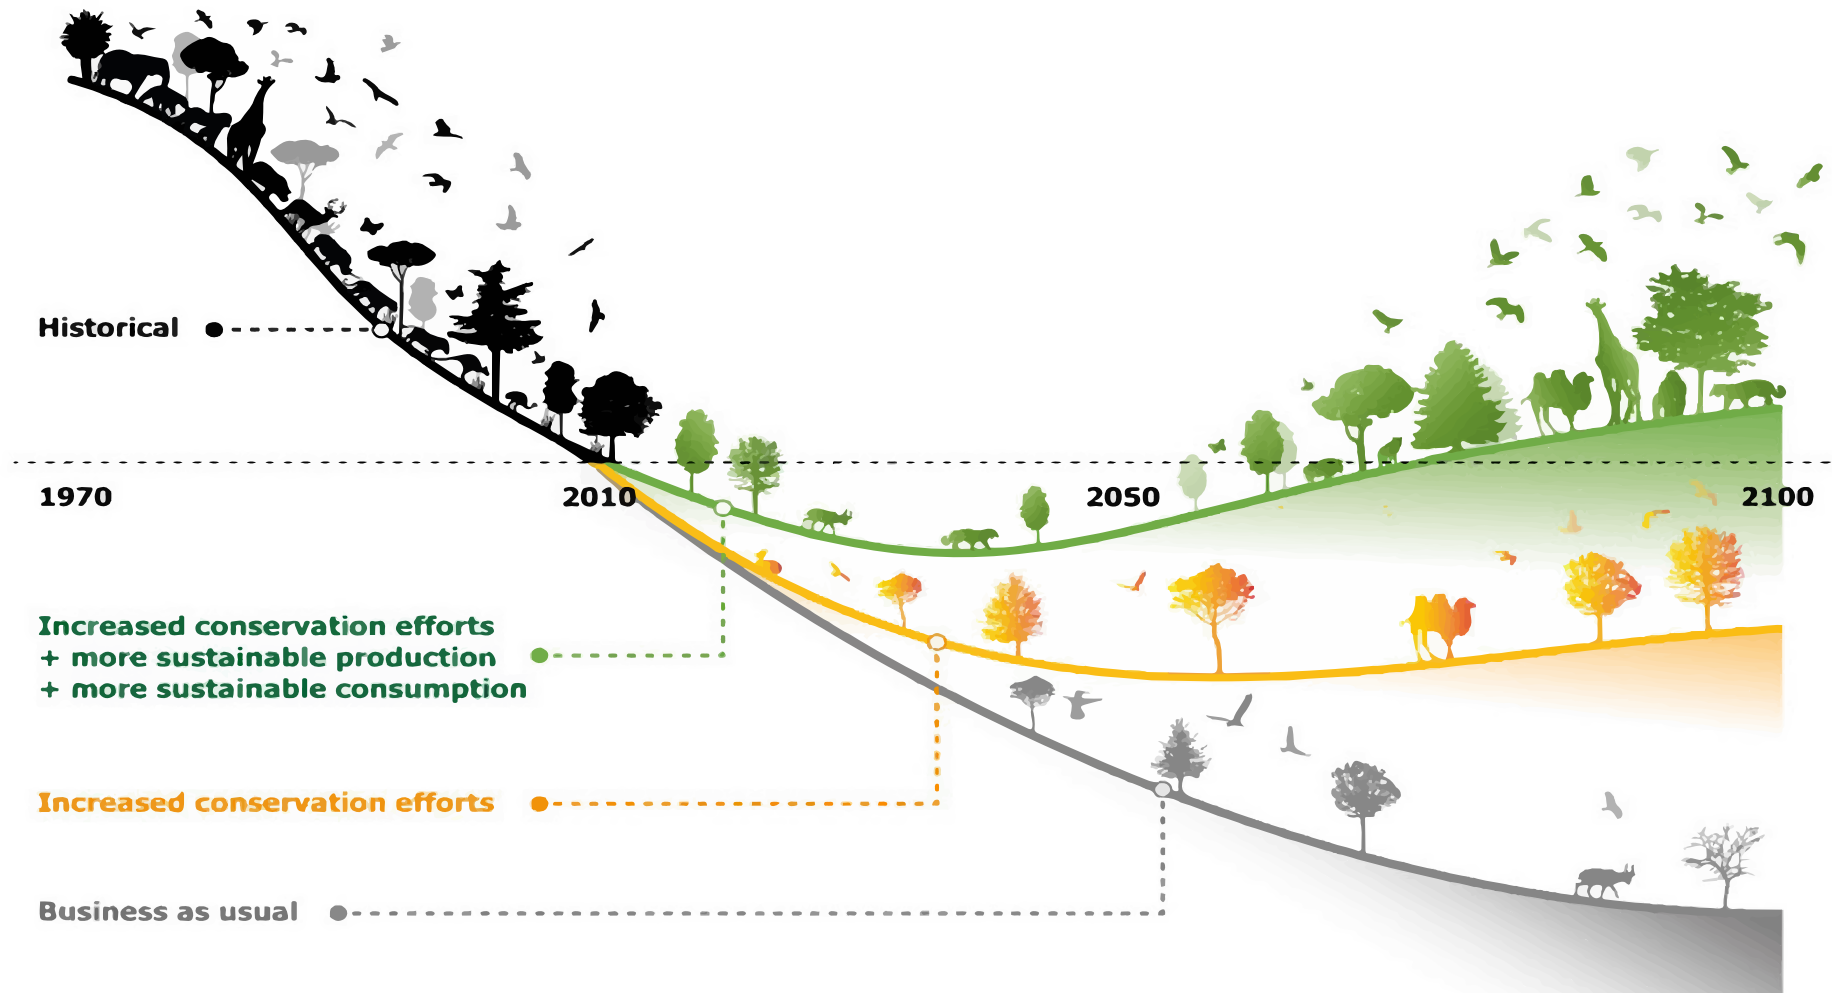 Historical
1970 2010 2050 2100
Increased conservation efforts
+ more sustainable production
+ more sustainable consumption
Increased conservation efforts
Business as usual